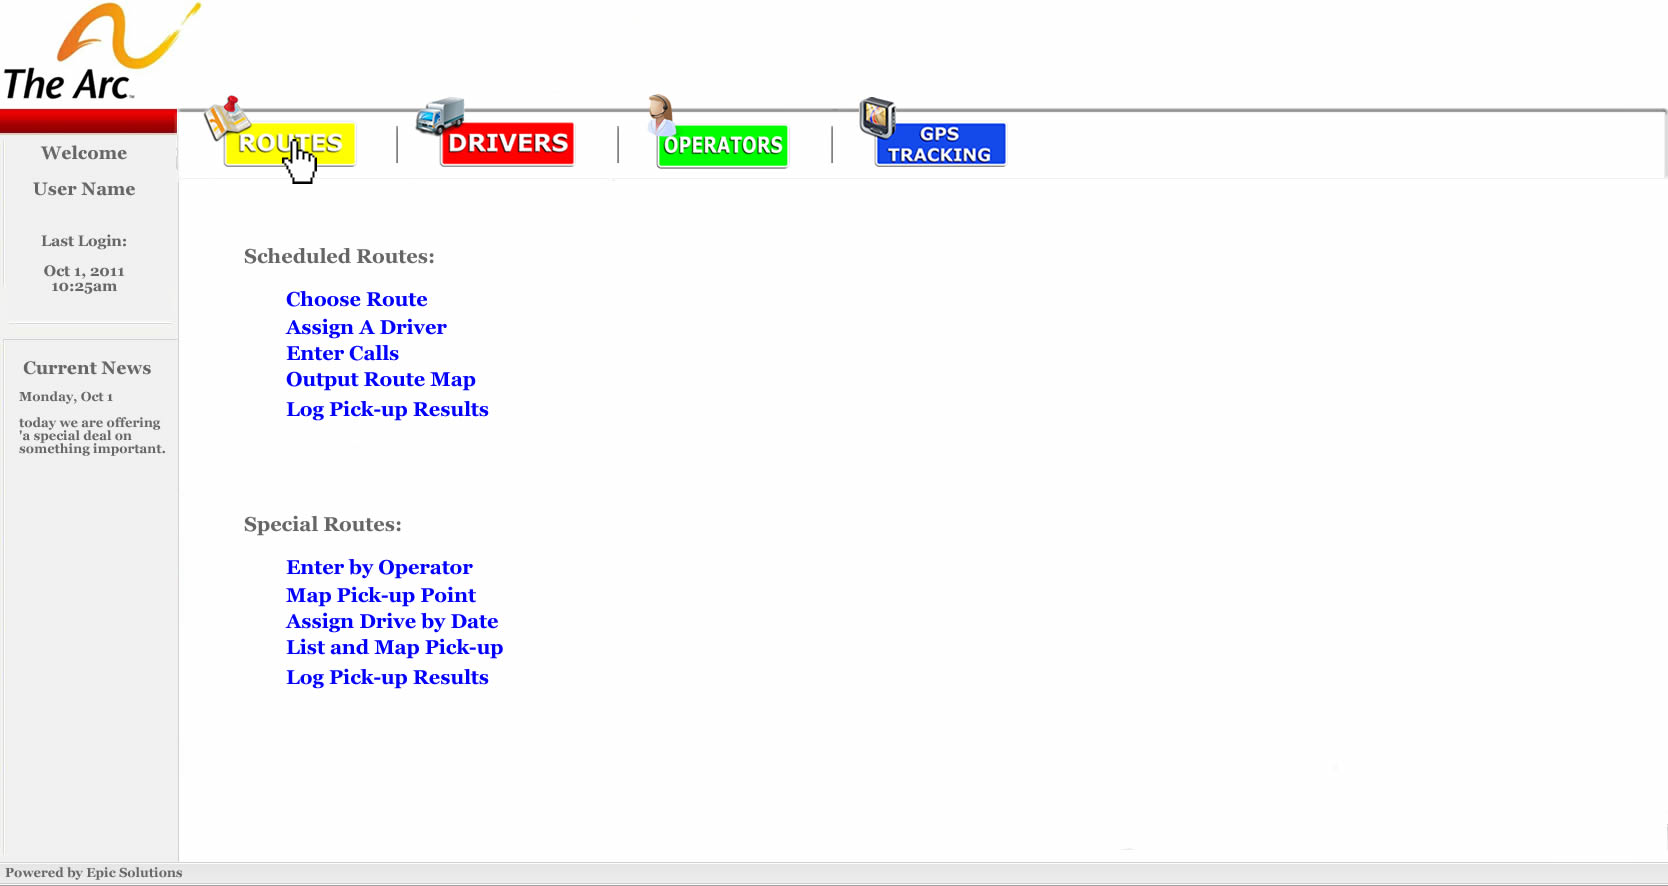 The Arc™
ROUTES
DRIVERS
OPERATORS
GPS
TRACKING
Welcome
User Name
Last Login:
Oct 1, 2011
10:25am
Current News
Monday, Oct 1
today we are offering
'a special deal on
something important.
Scheduled Routes:
Choose Route
Assign A Driver
Enter Calls
Output Route Map
Log Pick-up Results
Special Routes:
Enter by Operator
Map Pick-up Point
Assign Drive by Date
List and Map Pick-up
Log Pick-up Results
Powered by Epic Solutions